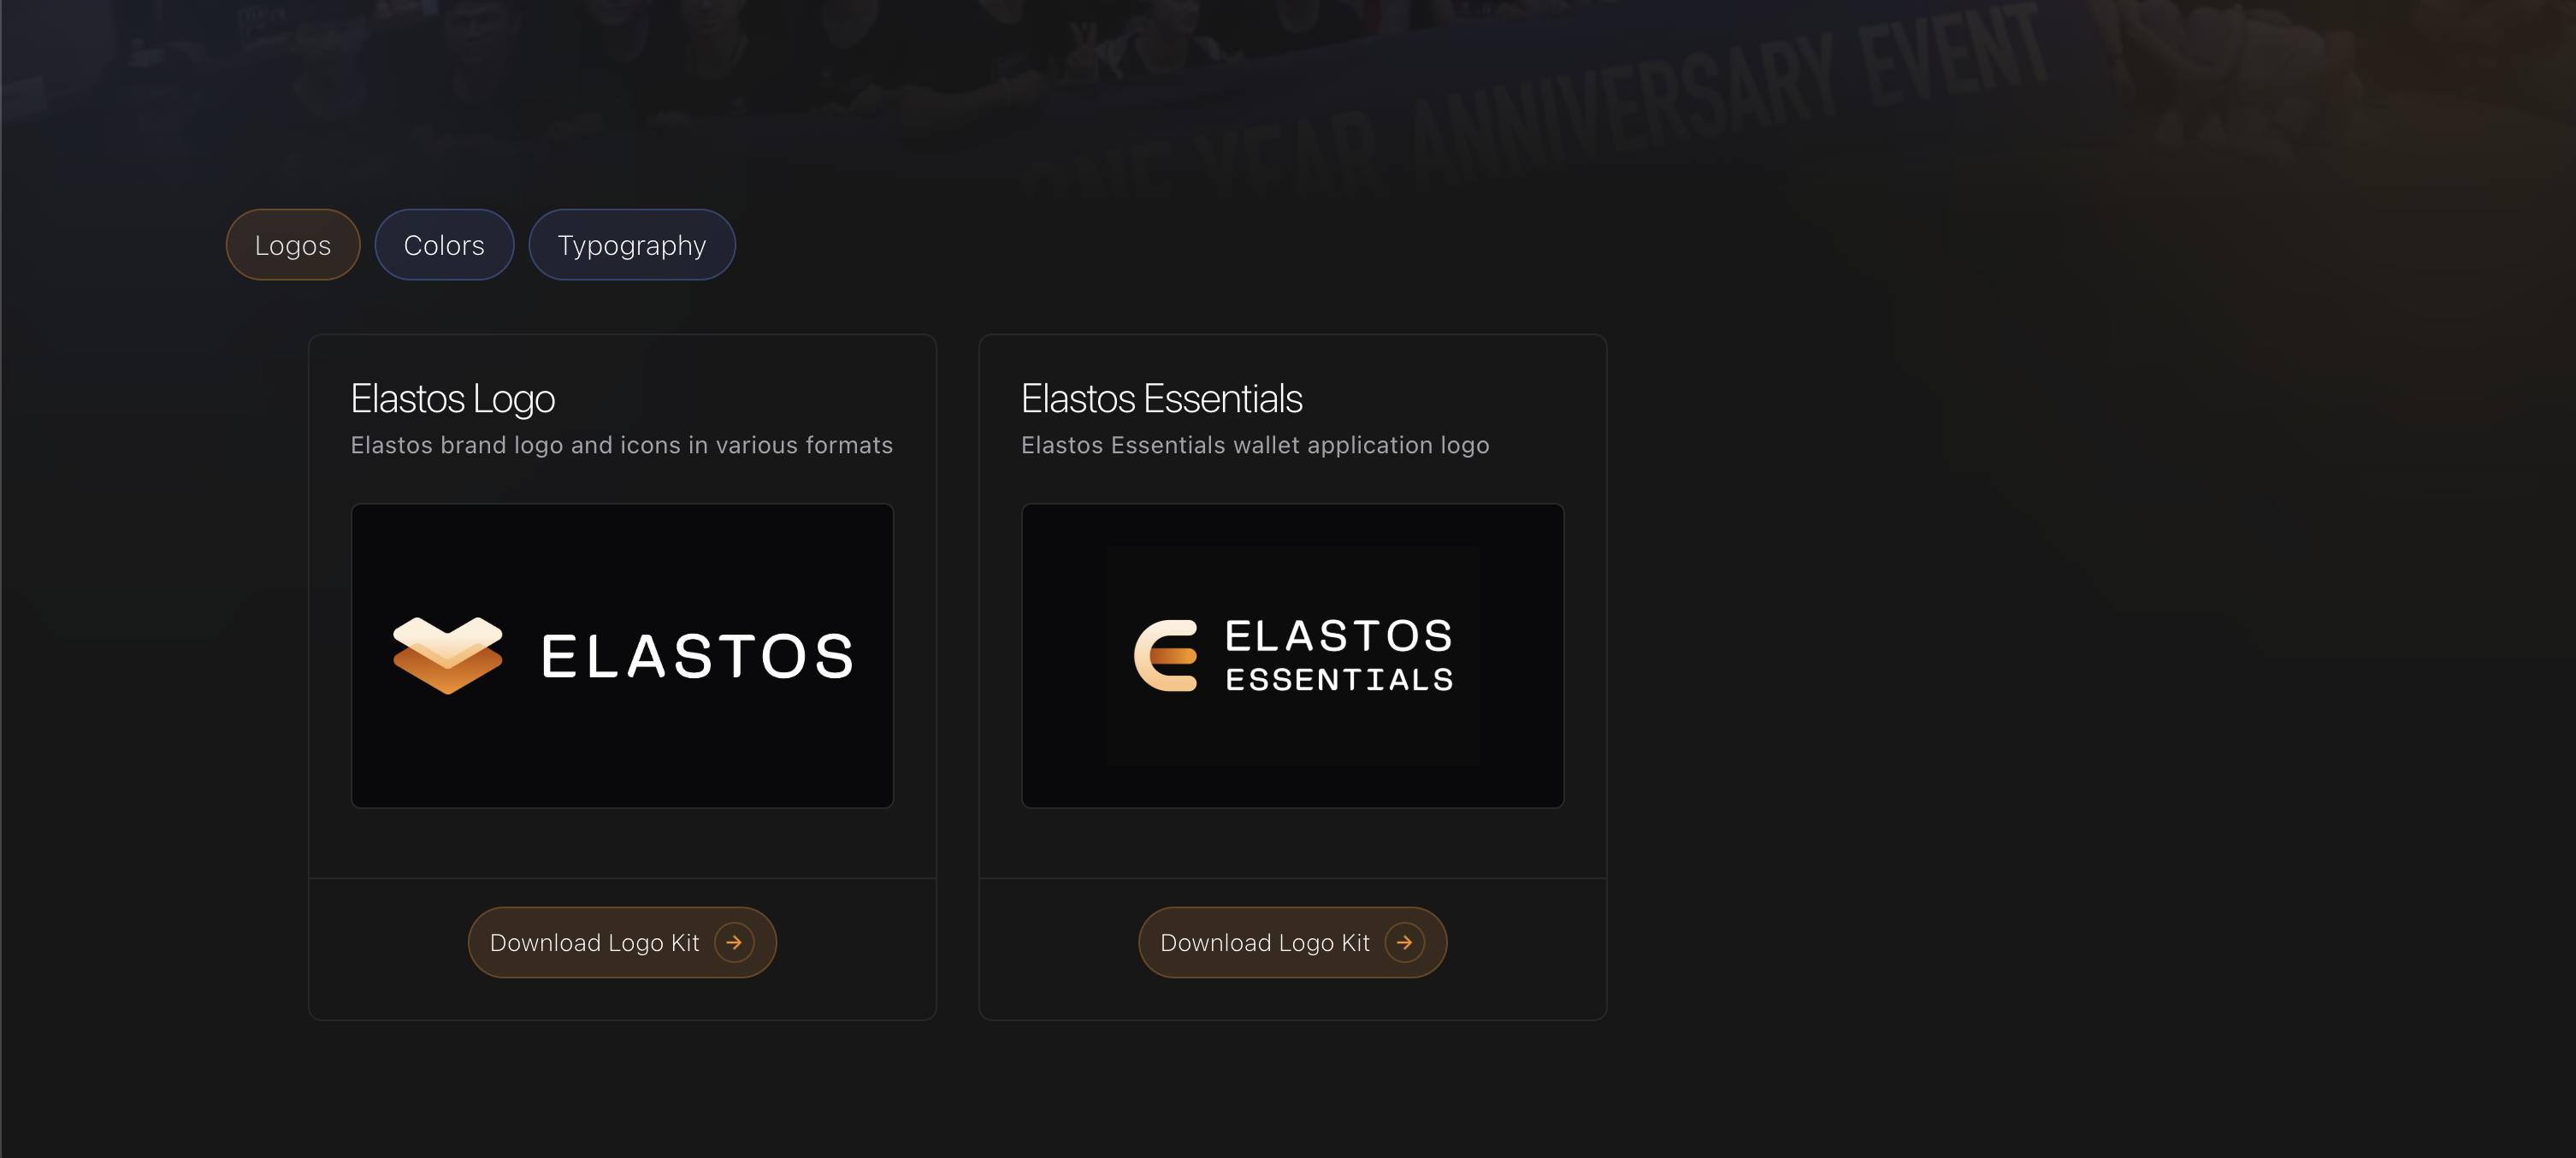 ONE YEAR ANNIVERSARY EVENT
Logos
Colors
Typography
Elastos Logo
Elastos brand logo and icons in various formats
ELASTOS
Download Logo Kit
Elastos Essentials
Elastos Essentials wallet application logo
ELASTOS
ESSENTIALS
Download Logo Kit